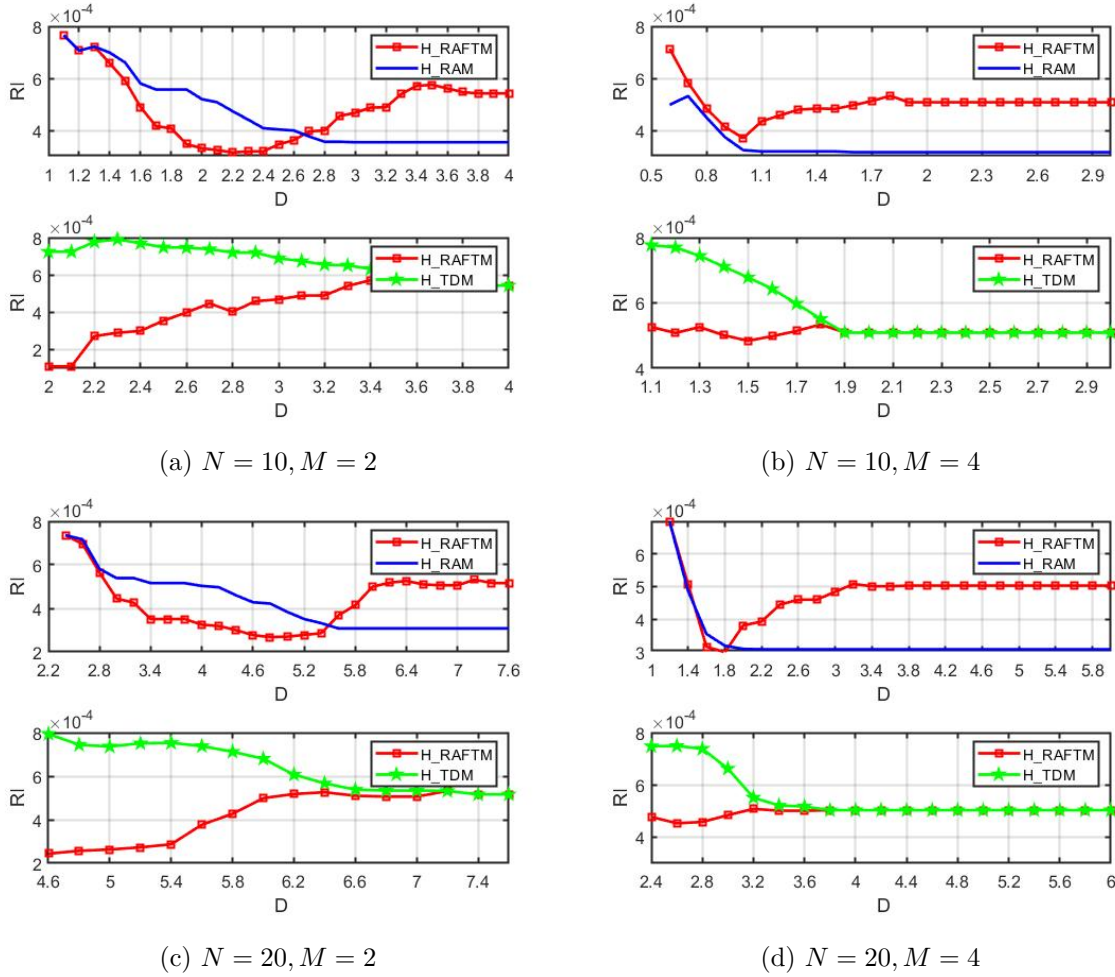 ×10⁻⁴
8
6
4
RI
H_RAFTM
H_RAM
1 1.2 1.4 1.6 1.8 2 2.2 2.4 2.6 2.8 3 3.2 3.4 3.6 3.8 4
D
×10⁻⁴
8
6
4
RI
H_RAFTM
H_RAM
0.5 0.8 1.1 1.4 1.7 2 2.3 2.6 2.9
D
×10⁻⁴
8
6
4
2
RI
H_RAFTM
H_TDM
2 2.2 2.4 2.6 2.8 3 3.2 3.4 3.6 3.8 4
D
×10⁻⁴
8
6
4
RI
H_RAFTM
H_TDM
1.1 1.3 1.5 1.7 1.9 2.1 2.3 2.5 2.7 2.9
D
(a) N = 10, M = 2
(b) N = 10, M = 4
×10⁻⁴
8
6
4
2
RI
H_RAFTM
H_RAM
2.2 2.8 3.4 4 4.6 5.2 5.8 6.4 7 7.6
D
×10⁻⁴
6
5
4
3
RI
H_RAFTM
H_RAM
1 1.4 1.8 2.2 2.6 3 3.4 3.8 4.2 4.6 5 5.4 5.8
D
×10⁻⁴
8
6
4
2
RI
H_RAFTM
H_TDM
4.6 5 5.4 5.8 6.2 6.6 7 7.4
D
×10⁻⁴
8
6
4
RI
H_RAFTM
H_TDM
2.4 2.8 3.2 3.6 4 4.4 4.8 5.2 5.6 6
D
(c) N = 20, M = 2
(d) N = 20, M = 4